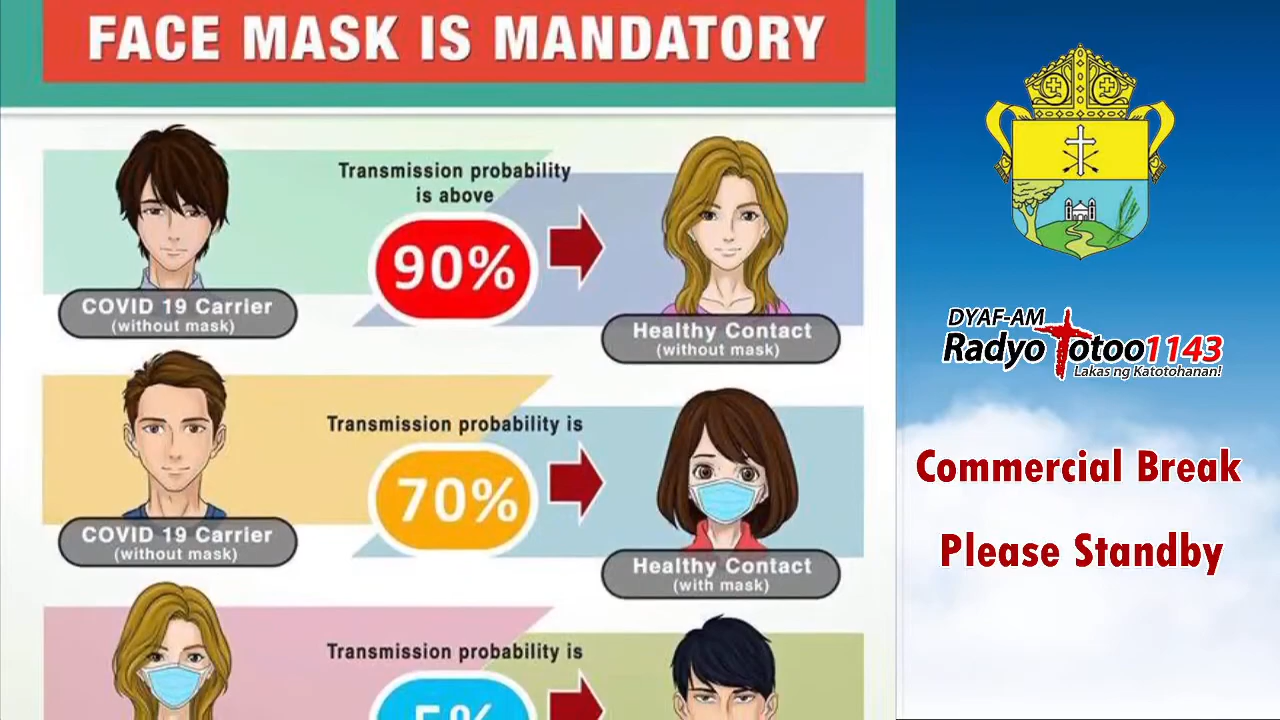 FACE MASK IS MANDATORY
Transmission probability
is above
90%
COVID 19 Carrier
(without mask)
Healthy Contact
(without mask)
Transmission probability is
70%
COVID 19 Carrier
(without mask)
Healthy Contact
(with mask)
Transmission probability is
5%
DYAF-AM
Radyo Totoo 1143
Lakas ng Katotohanan!
Commercial Break
Please Standby